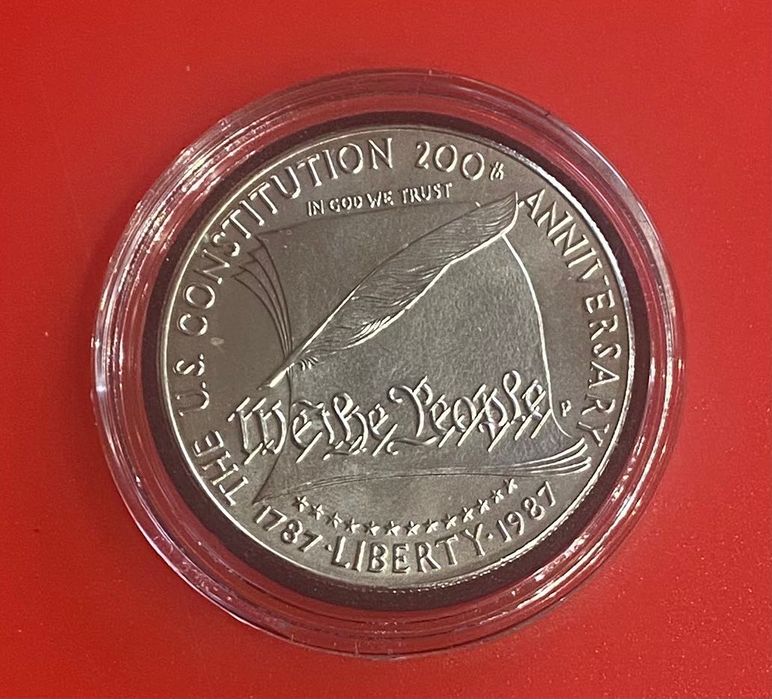 THE U.S. CONSTITUTION 200th ANNIVERSARY
IN GOD WE TRUST
We the People
P
1787·LIBERTY·1987